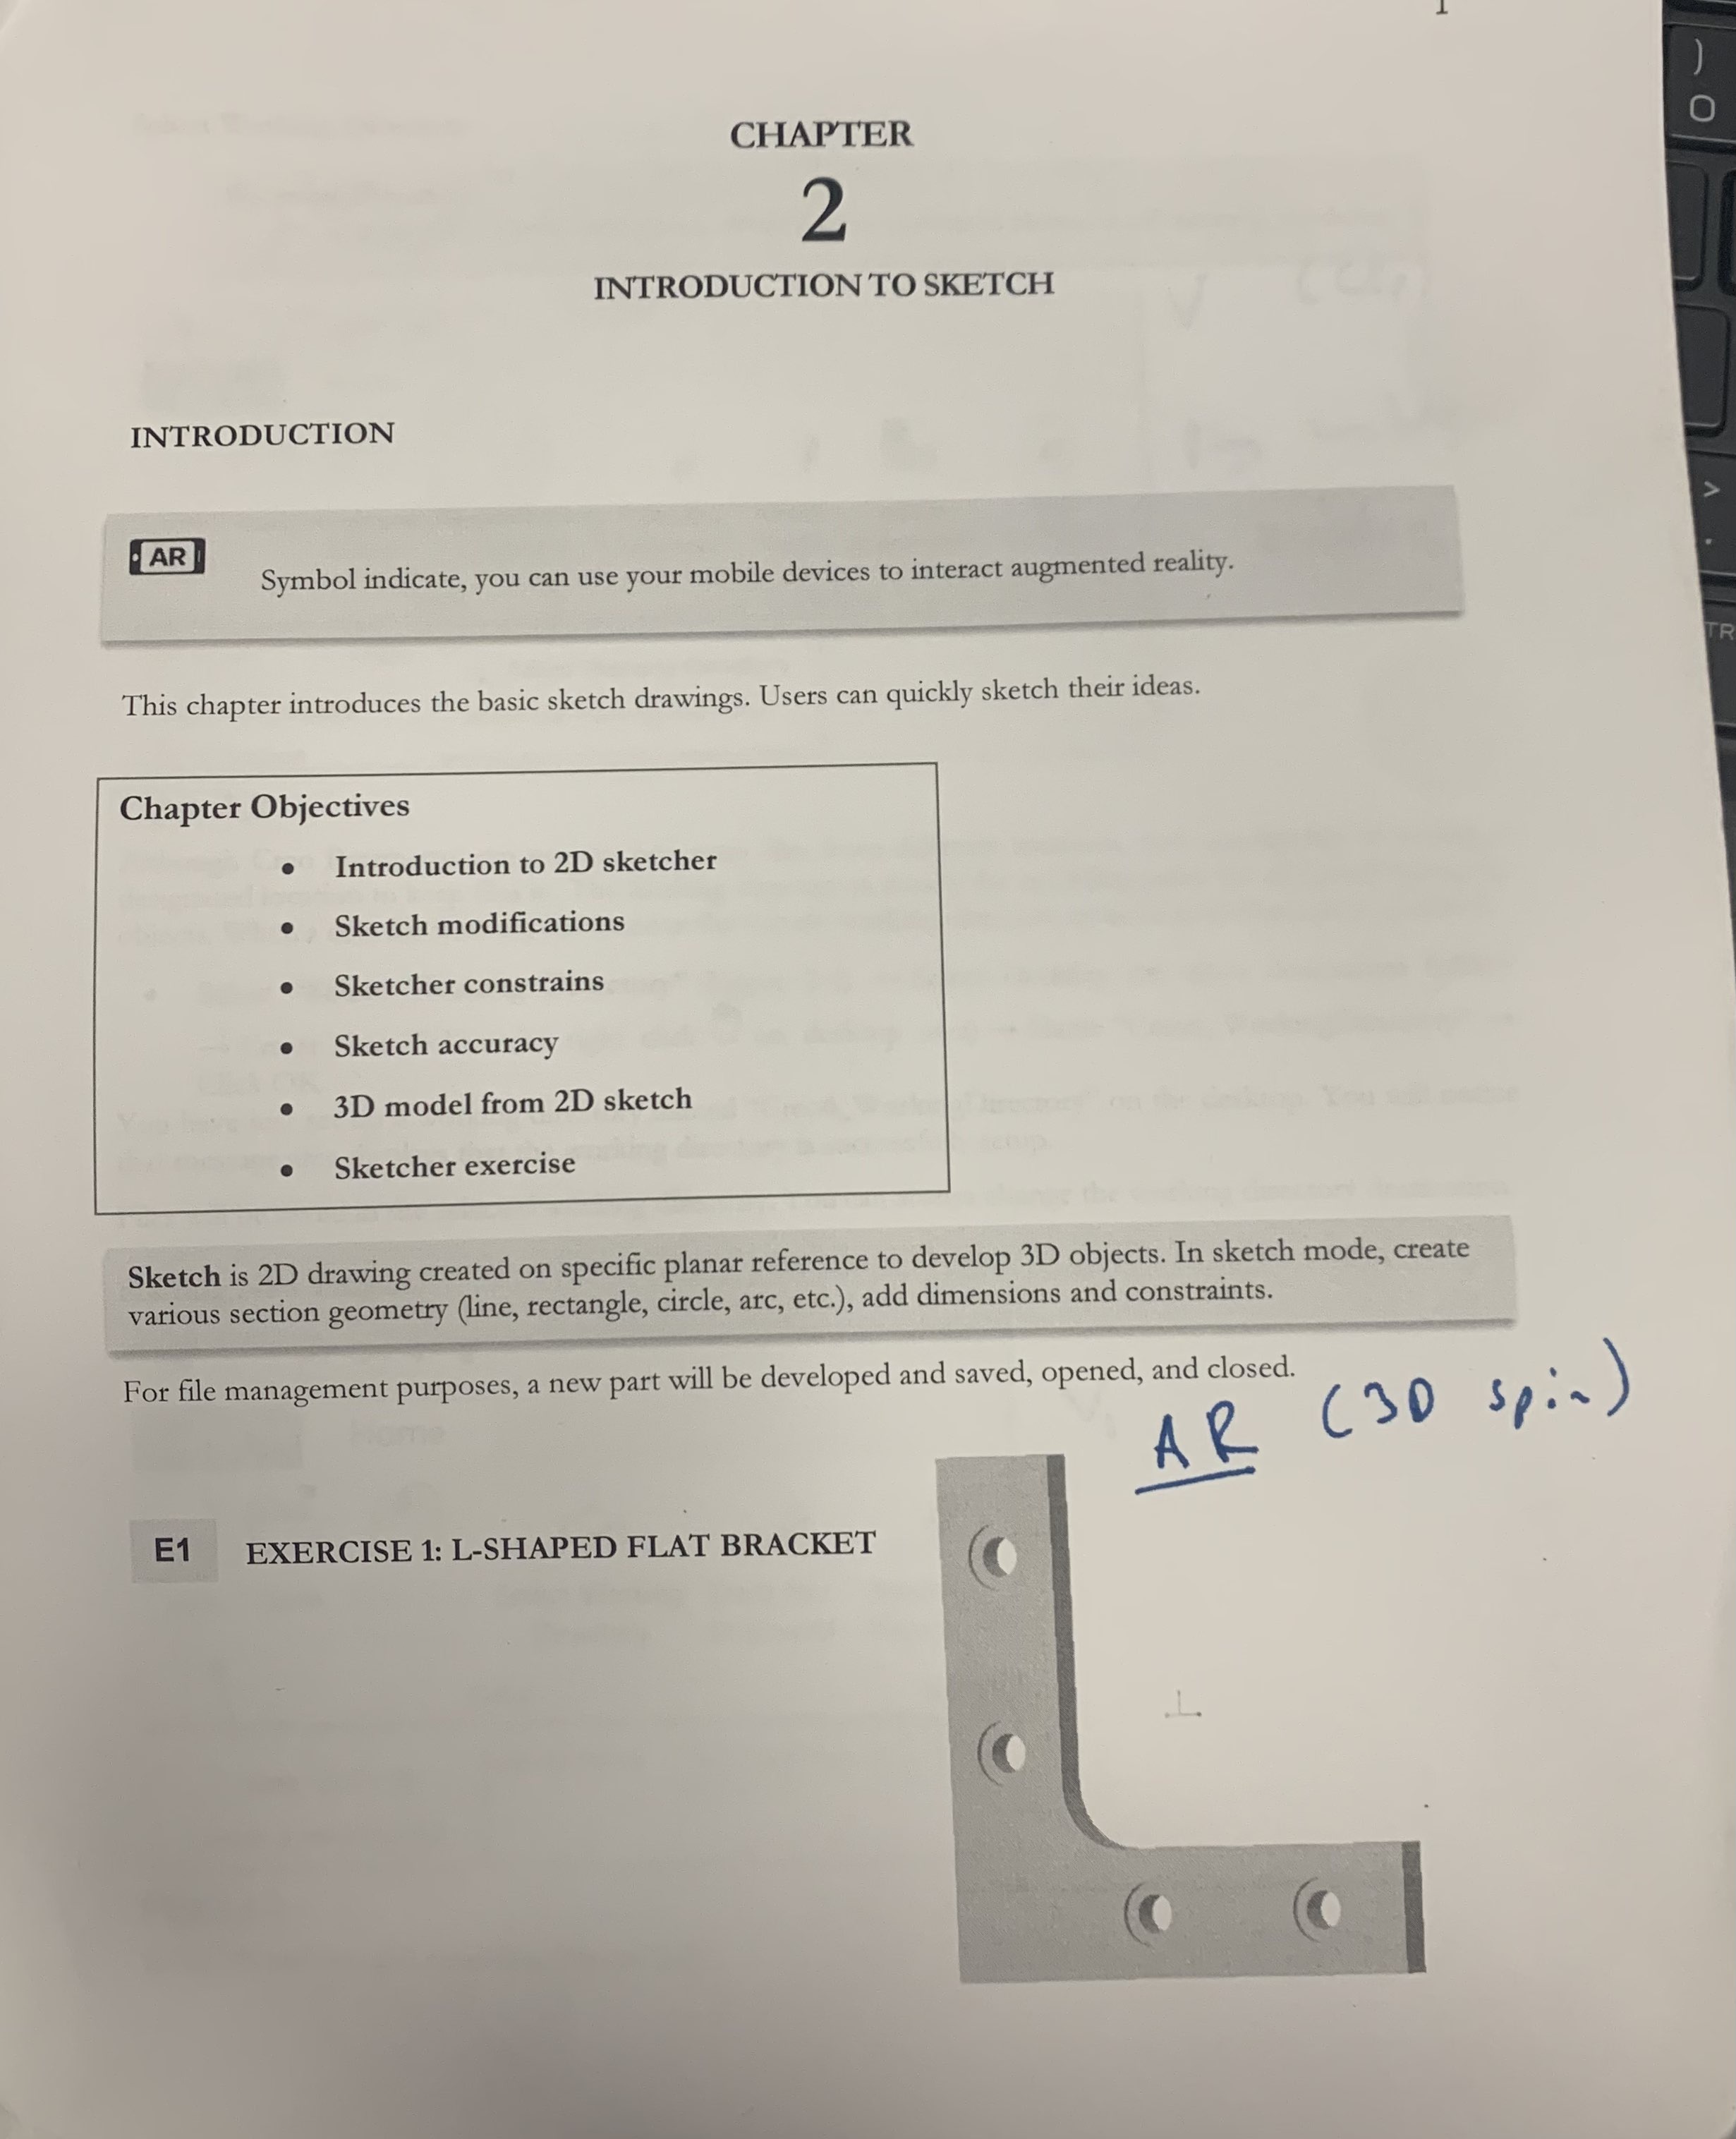 CHAPTER
2
INTRODUCTION TO SKETCH
INTRODUCTION
AR
Symbol indicate, you can use your mobile devices to interact augmented reality.
This chapter introduces the basic sketch drawings. Users can quickly sketch their ideas.
Chapter Objectives
• Introduction to 2D sketcher
• Sketch modifications
• Sketcher constrains
• Sketch accuracy
• 3D model from 2D sketch
• Sketcher exercise
Sketch is 2D drawing created on specific planar reference to develop 3D objects. In sketch mode, create
various section geometry (line, rectangle, circle, arc, etc.), add dimensions and constraints.
For file management purposes, a new part will be developed and saved, opened, and closed.
AR (3D spin)
E1 EXERCISE 1: L-SHAPED FLAT BRACKET
)
O
>
.
TR